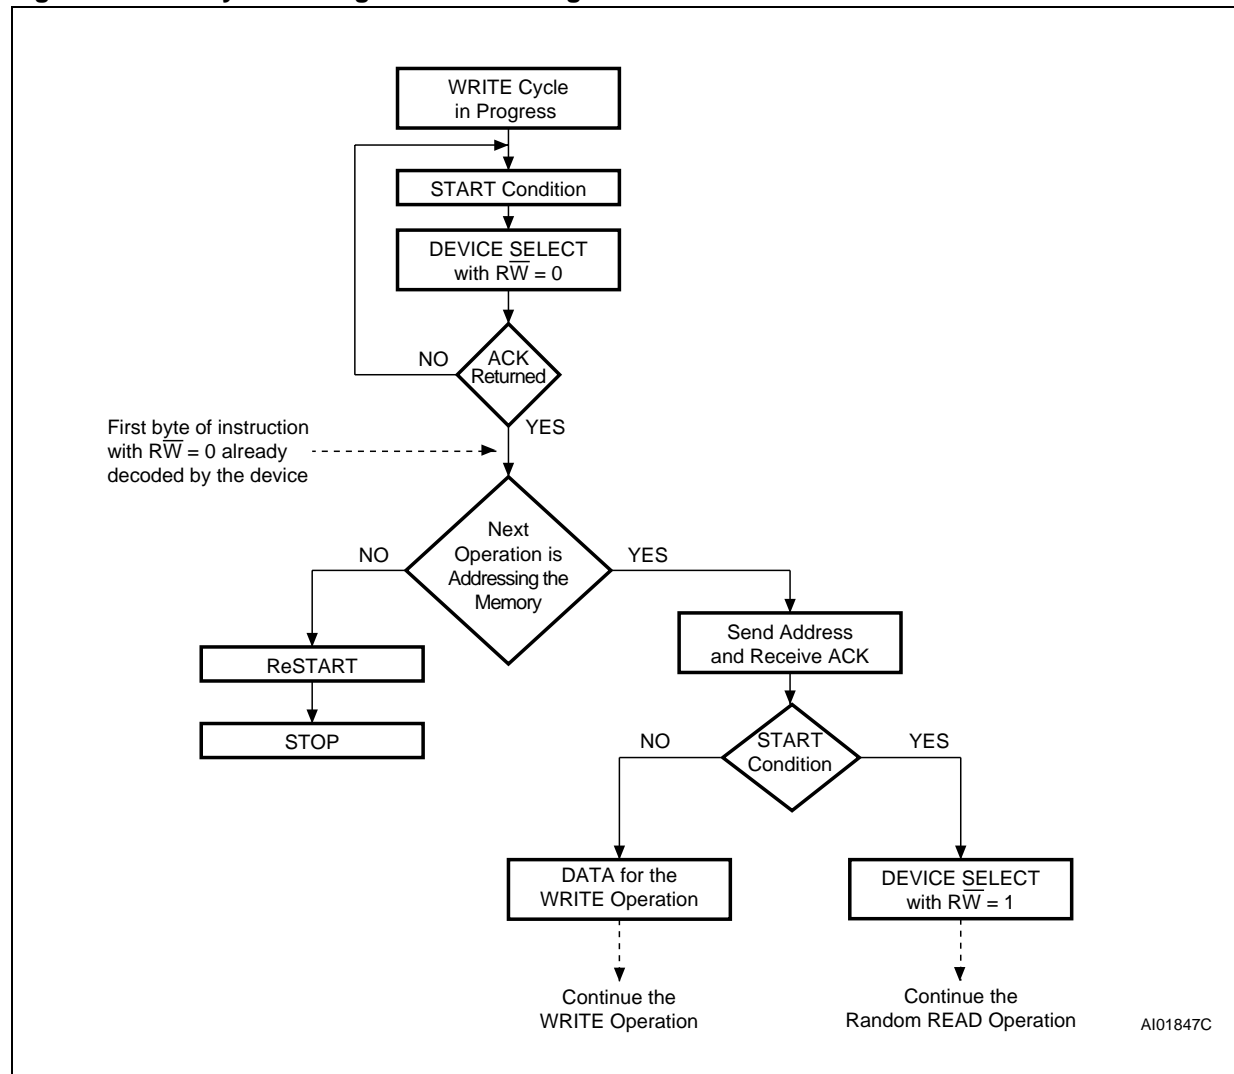 WRITE Cycle
in Progress
START Condition
DEVICE SELECT
with RW̅ = 0
NO
ACK
Returned
YES
First byte of instruction
with RW̅ = 0 already
decoded by the device
NO
Next
Operation is
Addressing the
Memory
YES
ReSTART
STOP
Send Address
and Receive ACK
NO
START
Condition
YES
DATA for the
WRITE Operation
DEVICE SELECT
with RW̅ = 1
Continue the
WRITE Operation
Continue the
Random READ Operation
AI01847C